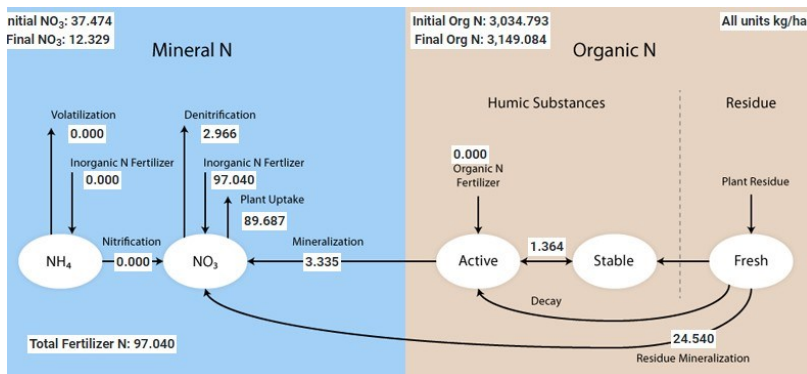 nitial NO₃: 37.474
Final NO₃: 12.329
Mineral N
Initial Org N: 3,034.793
Final Org N: 3,149.084
All units kg/ha
Organic N
Humic Substances
Residue
Volatilization
0.000
Denitrification
2.966
Inorganic N Fertilizer
0.000
Inorganic N Fertlizer
97.040
Plant Uptake
89.687
0.000
Organic N
Fertilizer
Plant Residue
NH₄
Nitrification
0.000
NO₃
Mineralization
3.335
Active
1.364
Stable
Fresh
Decay
Total Fertilizer N: 97.040
24.540
Residue Mineralization